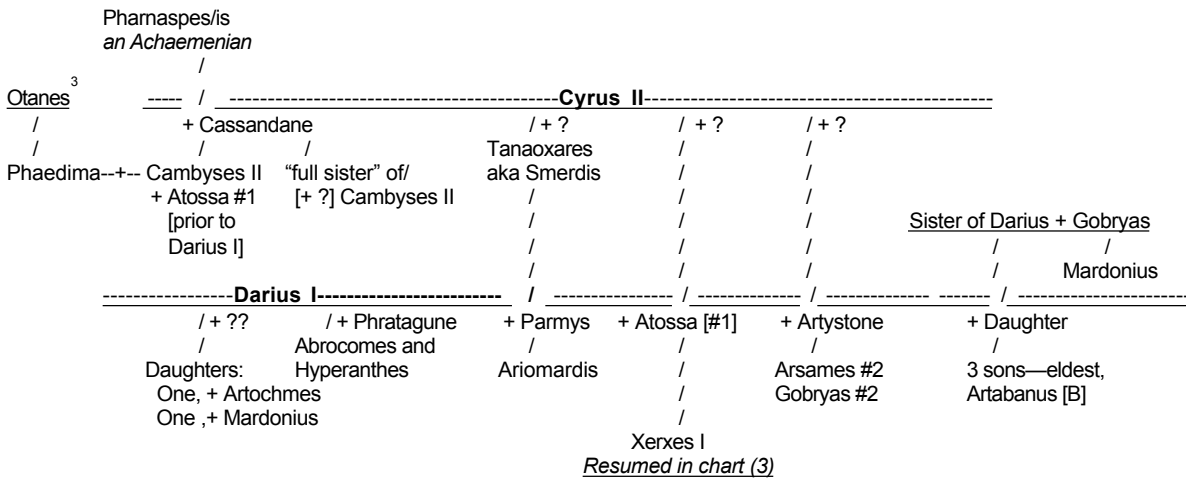 Pharnaspes/is
an Achaemenian
/
Otanes3 ----- / ------------------------------------------------Cyrus II-------------------------------------------------
/ + Cassandane / + ? / + ? / + ?
/ / / Tanaoxares / /
Phaedima--+-- Cambyses II “full sister” of/ aka Smerdis / /
+ Atossa #1 [+ ?] Cambyses II / / /
[prior to / / / Sister of Darius + Gobryas
Darius I] / / / / /
/ / / / Mardonius
-----------------Darius I------------------------- / --------------- / ------------- / -------------- ------- / ---------------------
/ + ?? / + Phratagune + Parmys + Atossa [#1] + Artystone + Daughter
/ Abrocomes and / / / /
Daughters: Hyperanthes Ariomardis / Arsames #2 3 sons—eldest,
One, + Artochmes / Gobryas #2 Artabanus [B]
One ,+ Mardonius /
Xerxes I
Resumed in chart (3)